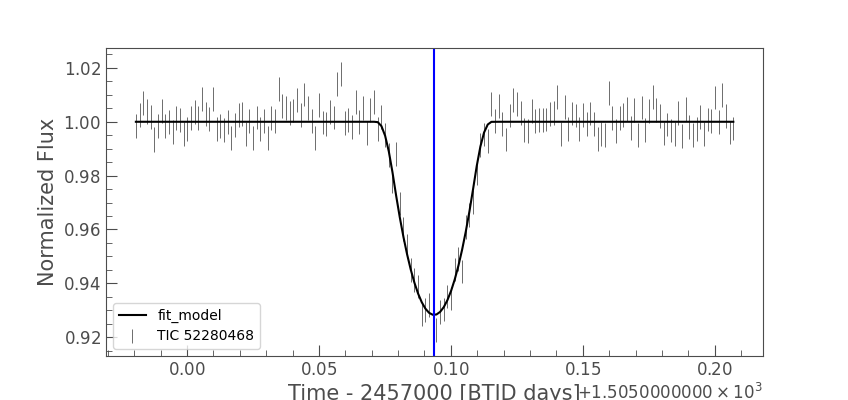 1.02
1.00
0.98
0.96
0.94
0.92
Normalized Flux
fit_model
TIC 52280468
0.00 0.05 0.10 0.15 0.20
Time - 2457000 [BTJD days]
+1.5050000000 × 10³